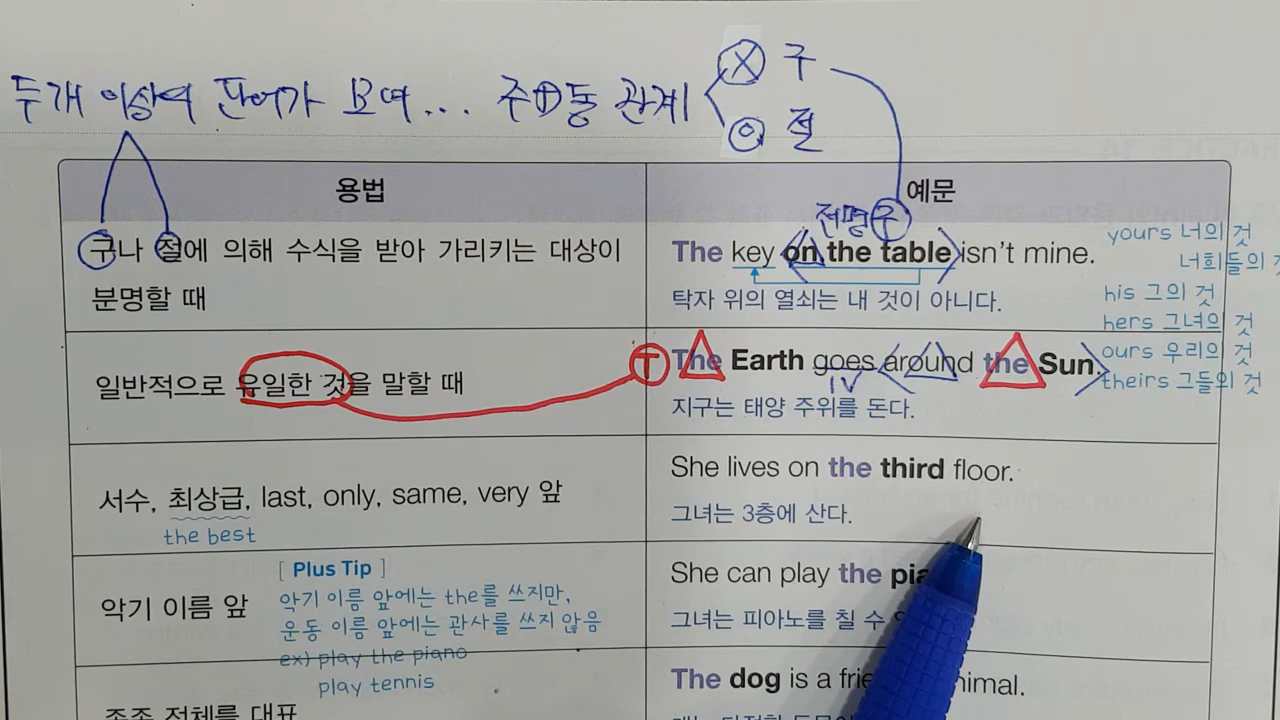 두개 이상의 단어가 모여... 주+동 관계
X 구
O 절
용법
예문
구나 절에 의해 수식을 받아 가리키는 대상이
분명할 때
전명구
The key on the table isn't mine.
탁자 위의 열쇠는 내 것이 아니다.
yours 너의 것
너희들의
his 그의 것
hers 그녀의 것
ours 우리의 것
theirs 그들의 것
일반적으로 유일한 것을 말할 때
T
The Earth goes around the Sun.
1V
지구는 태양 주위를 돈다.
서수, 최상급, last, only, same, very 앞
the best
She lives on the third floor.
그녀는 3층에 산다.
악기 이름 앞
[ Plus Tip ]
악기 이름 앞에는 the를 쓰지만,
운동 이름 앞에는 관사를 쓰지 않음
ex) play the piano
play tennis
She can play the pia
그녀는 피아노를 칠 수
종족 전체를 대표
The dog is a frie nimal.